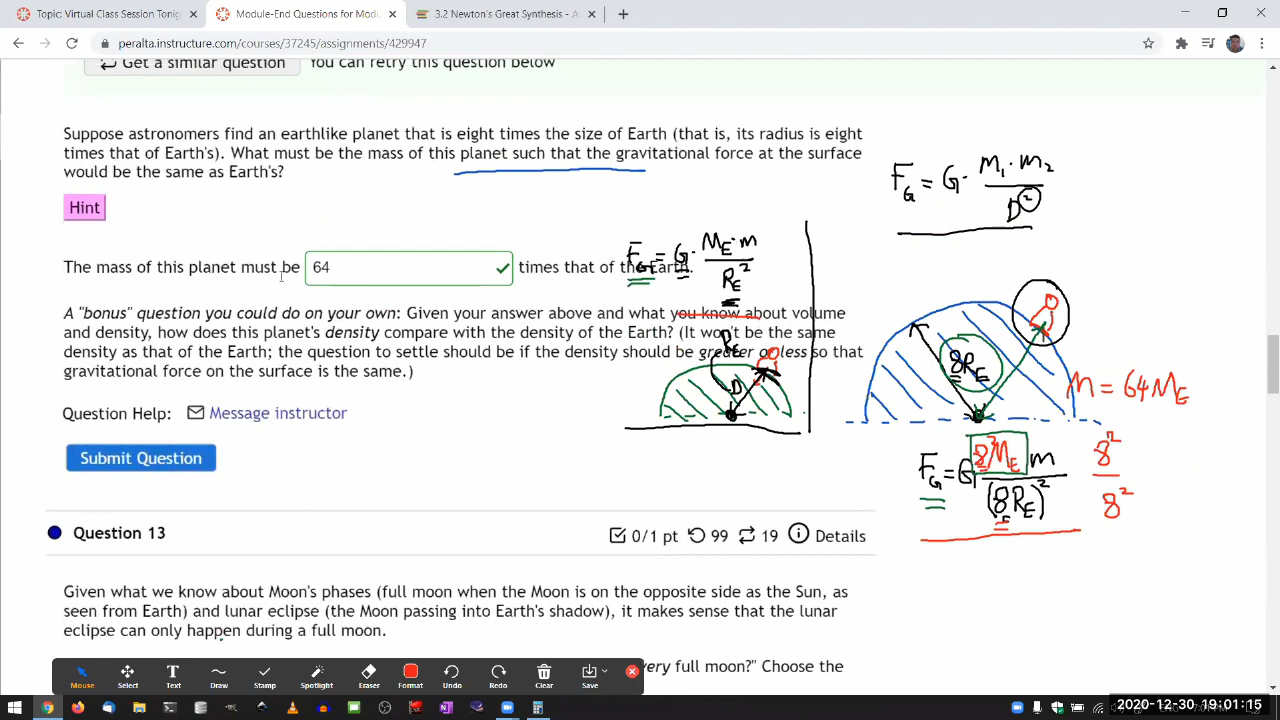 Topic: Virtual Class Session Tonig
Module-End Questions for Modu
3.2 Newton's Great Synthesis - As
peralta.instructure.com/courses/37245/assignments/429947
Get a similar question
You can retry this question below
Suppose astronomers find an earthlike planet that is eight times the size of Earth (that is, its radius is eight
times that of Earth's). What must be the mass of this planet such that the gravitational force at the surface
would be the same as Earth's?
F_G = G · m₁ · m₂ / D²
Hint
F_G = G · M_E · m / R_E²
The mass of this planet must be 64 times that of the Earth.
A "bonus" question you could do on your own: Given your answer above and what you know about volume
and density, how does this planet's density compare with the density of the Earth? (It won't be the same
density as that of the Earth; the question to settle should be if the density should be greater or less so that
gravitational force on the surface is the same.)
R_E
D
8R_E
M = 64M_E
Question Help: Message instructor
Submit Question
F_G = G 8²M_E m / (8R_E)²
8² / 8²
Question 13
0/1 pt 99 19 Details
Given what we know about Moon's phases (full moon when the Moon is on the opposite side as the Sun, as
seen from Earth) and lunar eclipse (the Moon passing into Earth's shadow), it makes sense that the lunar
eclipse can only happen during a full moon.
very full moon?" Choose the
Mouse Select Text Draw Stamp Spotlight Eraser Format Undo Redo Clear Save
2020-12-30 19:01:15